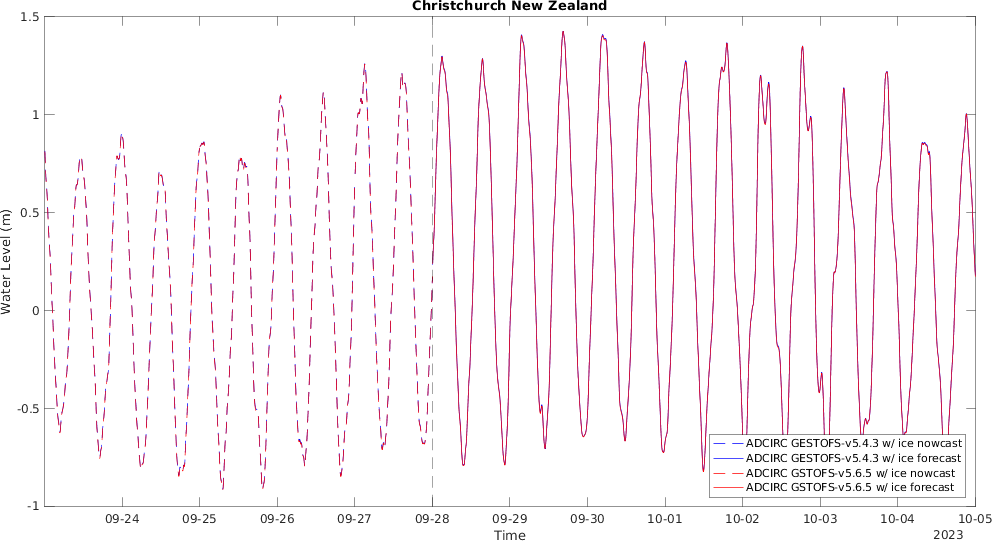 Christchurch New Zealand
Water Level (m)
1.5
1
0.5
0
-0.5
-1
09-24 09-25 09-26 09-27 09-28 09-29 09-30 10-01 10-02 10-03 10-04 10-05
Time
2023
ADCIRC GESTOFS-v5.4.3 w/ ice nowcast
ADCIRC GESTOFS-v5.4.3 w/ ice forecast
ADCIRC GSTOFS-v5.6.5 w/ ice nowcast
ADCIRC GSTOFS-v5.6.5 w/ ice forecast